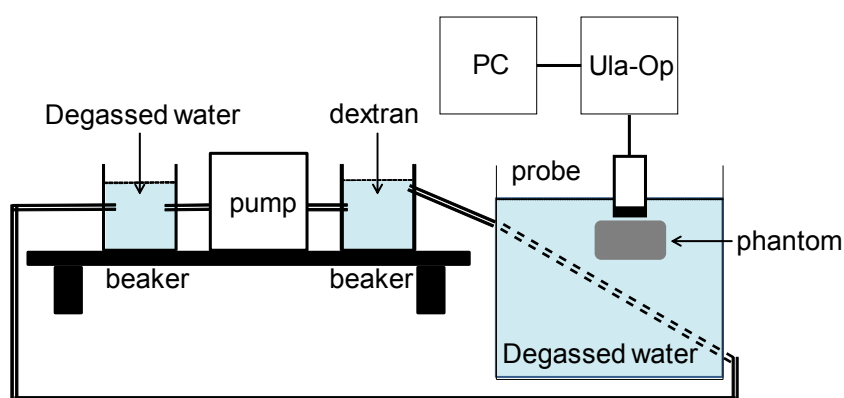 PC
Ula-Op
Degassed water
dextran
probe
pump
phantom
beaker
beaker
Degassed water